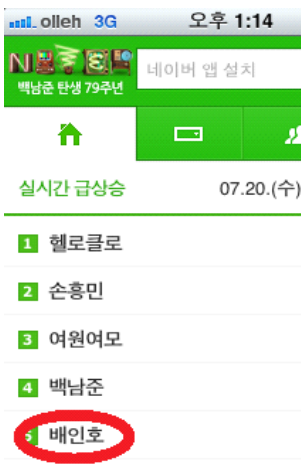 olleh 3G 오후 1:14
백남준 탄생 79주년
네이버 앱 설치
실시간 급상승 07.20.(수)
1 헬로클로
2 손흥민
3 여원여모
4 백남준
5 배인호